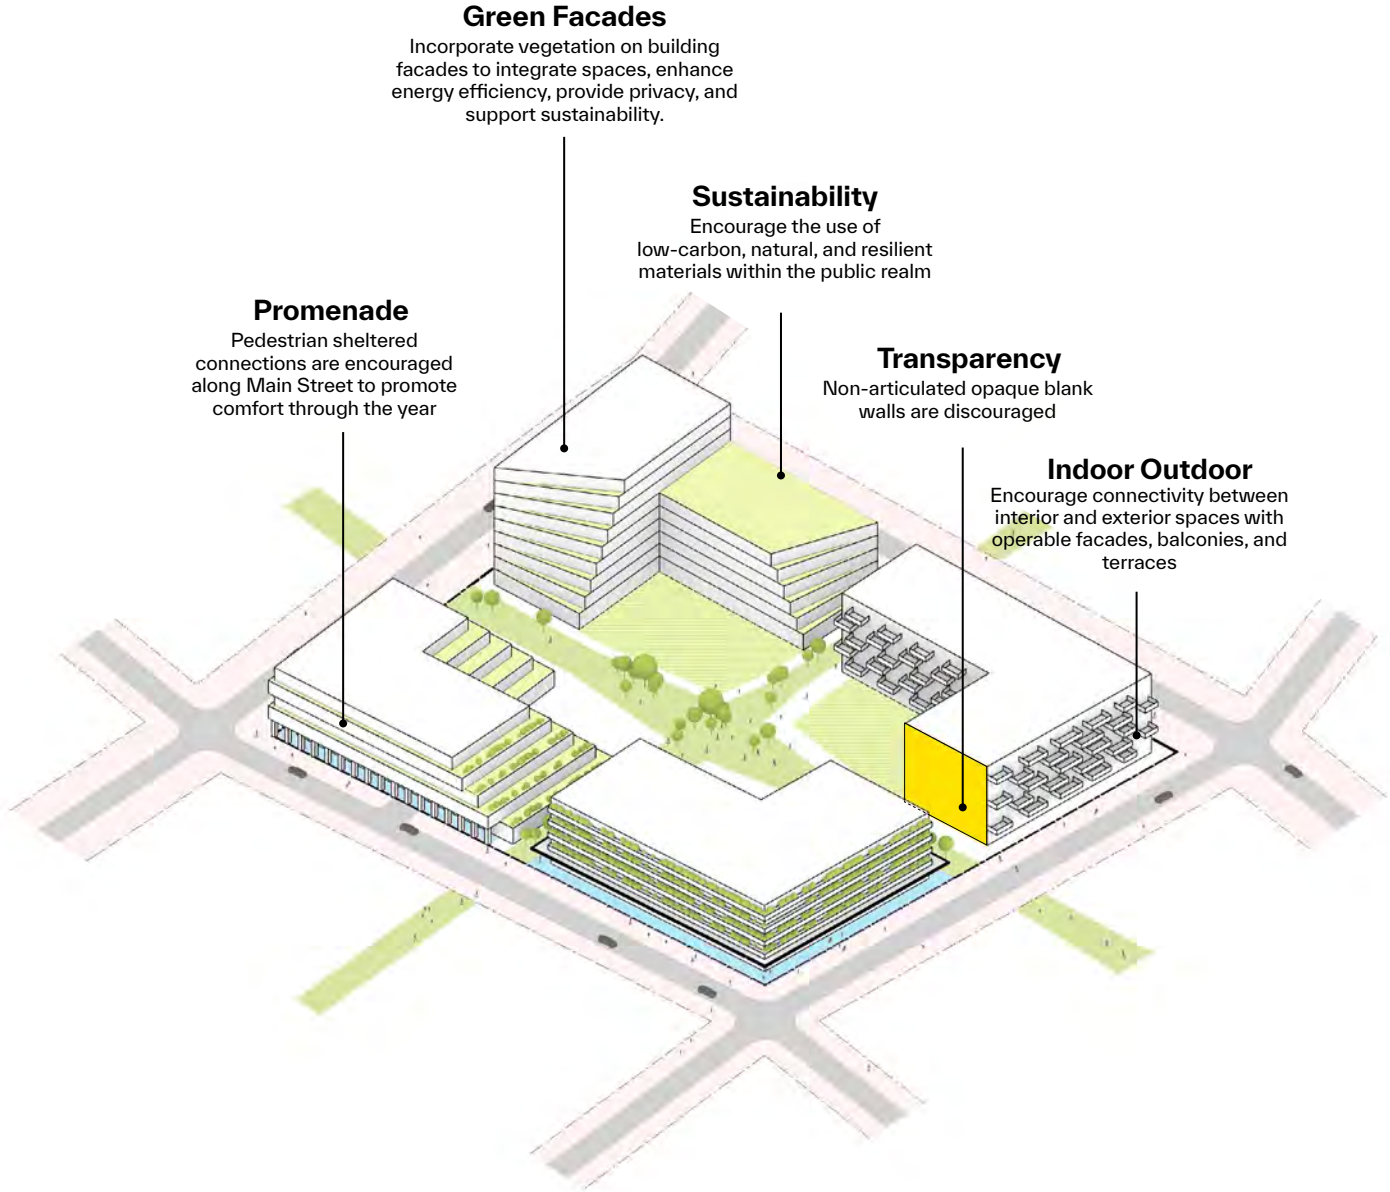 Green Facades
Incorporate vegetation on building
facades to integrate spaces, enhance
energy efficiency, provide privacy, and
support sustainability.
Sustainability
Encourage the use of
low-carbon, natural, and resilient
materials within the public realm
Promenade
Pedestrian sheltered
connections are encouraged
along Main Street to promote
comfort through the year
Transparency
Non-articulated opaque blank
walls are discouraged
Indoor Outdoor
Encourage connectivity between
interior and exterior spaces with
operable facades, balconies, and
terraces